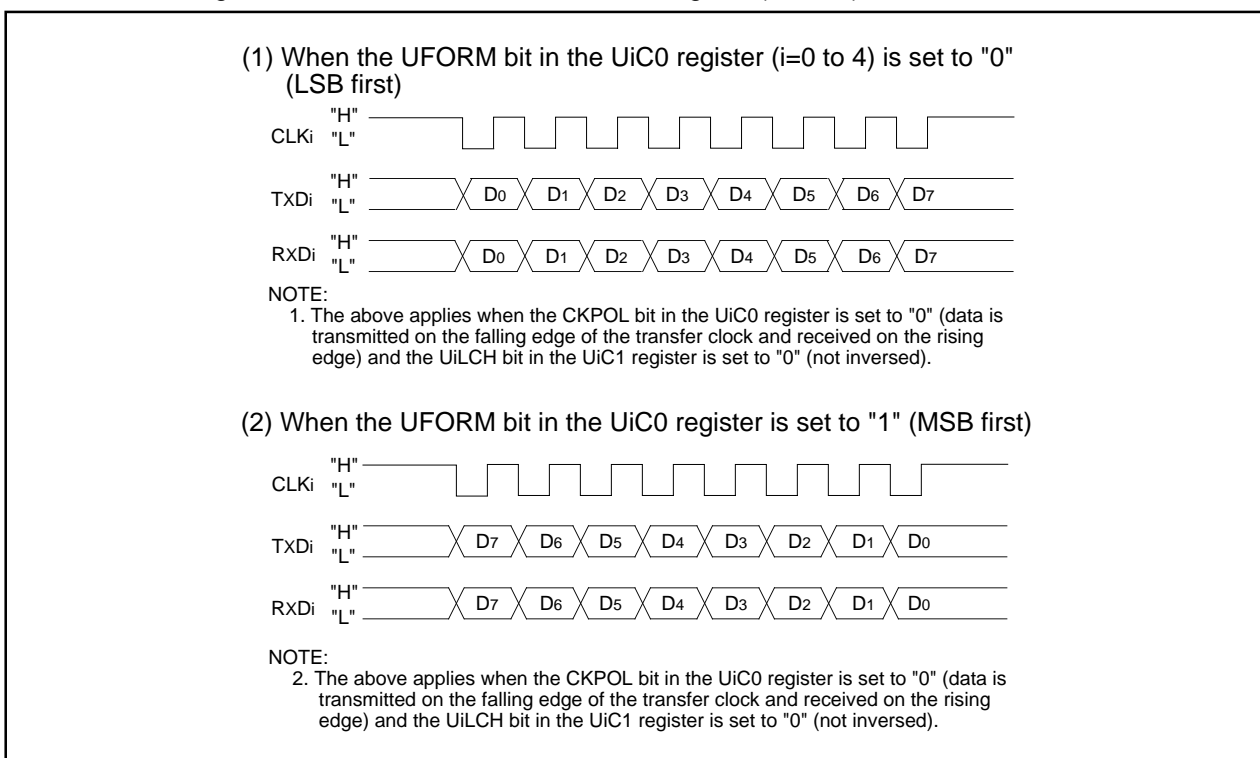 (1) When the UFORM bit in the UiC0 register (i=0 to 4) is set to "0"
(LSB first)
"H"
CLKi "L"
"H"
TXDi "L"
D0 D1 D2 D3 D4 D5 D6 D7
"H"
RXDi "L"
D0 D1 D2 D3 D4 D5 D6 D7
NOTE:
1. The above applies when the CKPOL bit in the UiC0 register is set to "0" (data is
transmitted on the falling edge of the transfer clock and received on the rising
edge) and the UiLCH bit in the UiC1 register is set to "0" (not inversed).
(2) When the UFORM bit in the UiC0 register is set to "1" (MSB first)
"H"
CLKi "L"
"H"
TXDi "L"
D7 D6 D5 D4 D3 D2 D1 D0
"H"
RXDi "L"
D7 D6 D5 D4 D3 D2 D1 D0
NOTE:
2. The above applies when the CKPOL bit in the UiC0 register is set to "0" (data is
transmitted on the falling edge of the transfer clock and received on the rising
edge) and the UiLCH bit in the UiC1 register is set to "0" (not inversed).